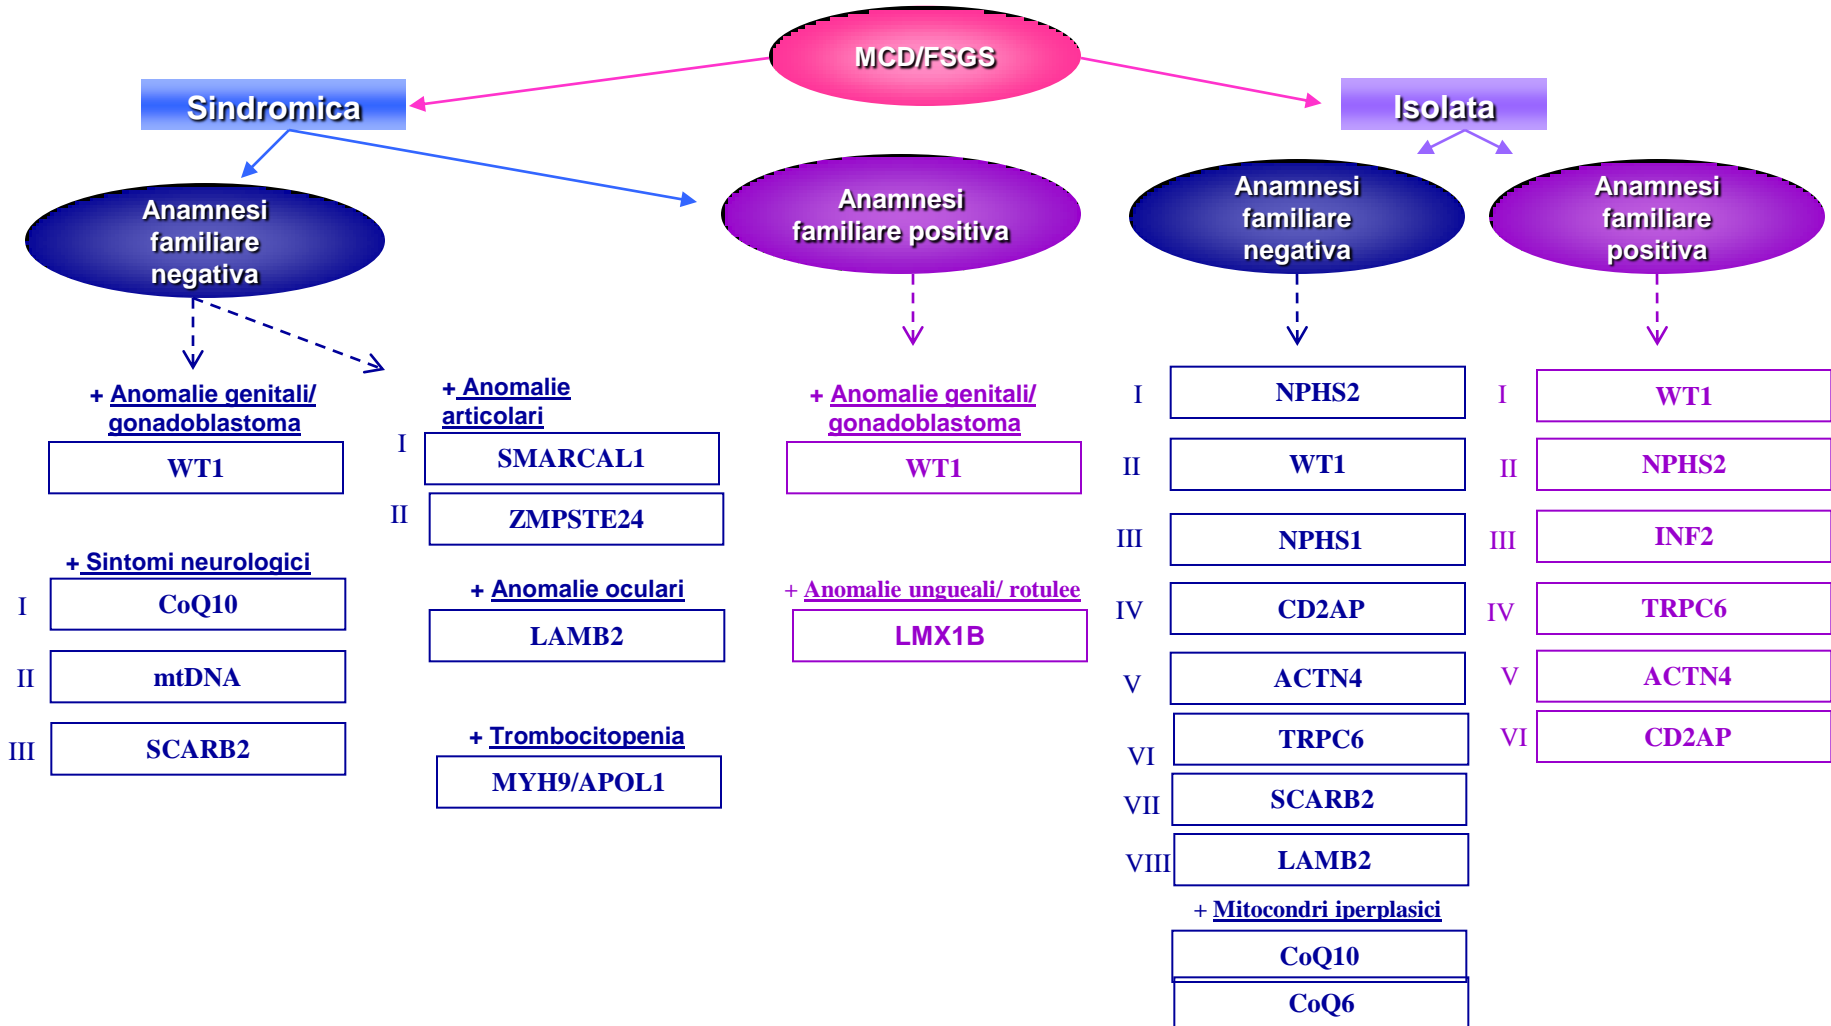 MCD/FSGS
Sindromica
Isolata
Anamnesi
familiare
negativa
Anamnesi
familiare positiva
Anamnesi
familiare
negativa
Anamnesi
familiare
positiva
+ Anomalie genitali/
gonadoblastoma
WT1
+ Sintomi neurologici
I CoQ10
II mtDNA
III SCARB2
+ Anomalie
articolari
I SMARCAL1
II ZMPSTE24
+ Anomalie oculari
LAMB2
+ Trombocitopenia
MYH9/APOL1
+ Anomalie genitali/
gonadoblastoma
WT1
+ Anomalie ungueali/ rotulee
LMX1B
I NPHS2
II WT1
III NPHS1
IV CD2AP
V ACTN4
VI TRPC6
VII SCARB2
VIII LAMB2
+ Mitocondri iperplasici
CoQ10
CoQ6
I WT1
II NPHS2
III INF2
IV TRPC6
V ACTN4
VI CD2AP